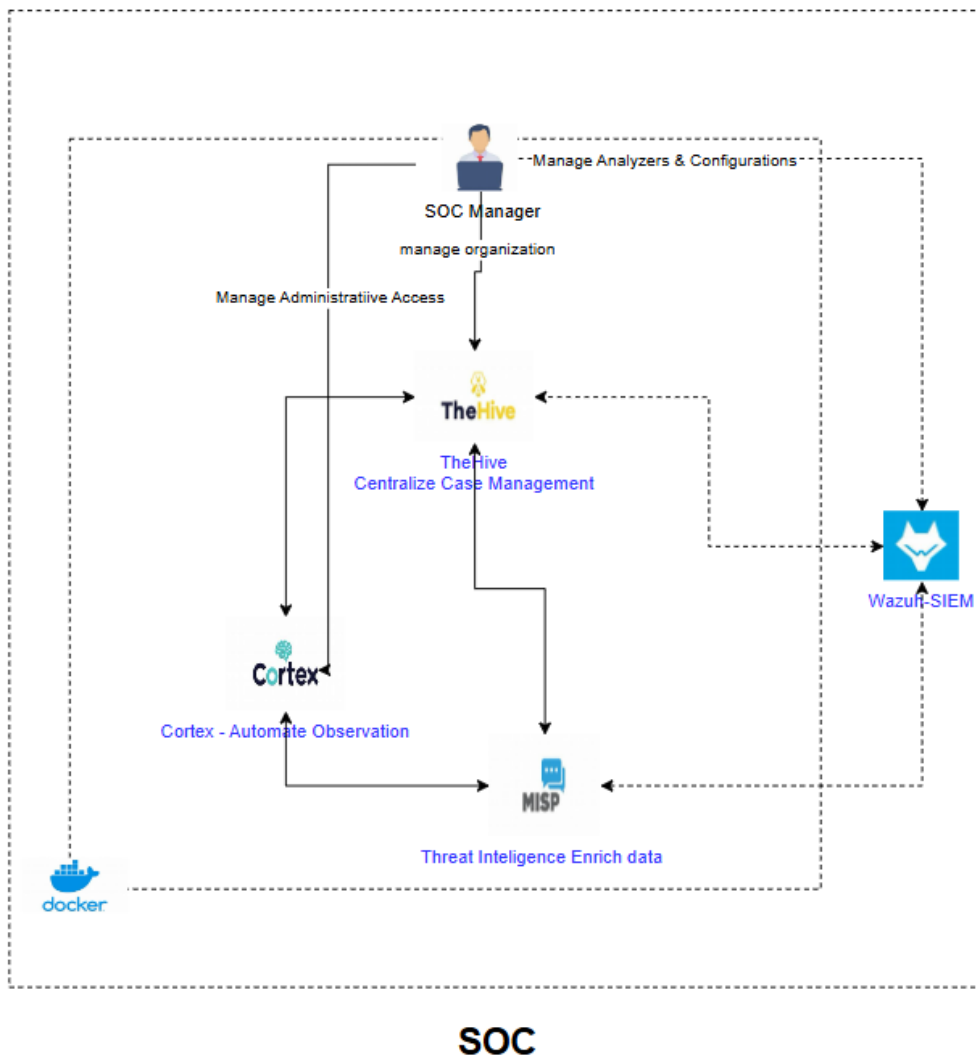 Manage Analyzers & Configurations
SOC Manager
manage organization
Manage Administratiive Access
TheHive
TheHive
Centralize Case Management
Wazuh-SIEM
Cortex
Cortex - Automate Observation
MISP
Threat Inteligence Enrich data
docker
SOC